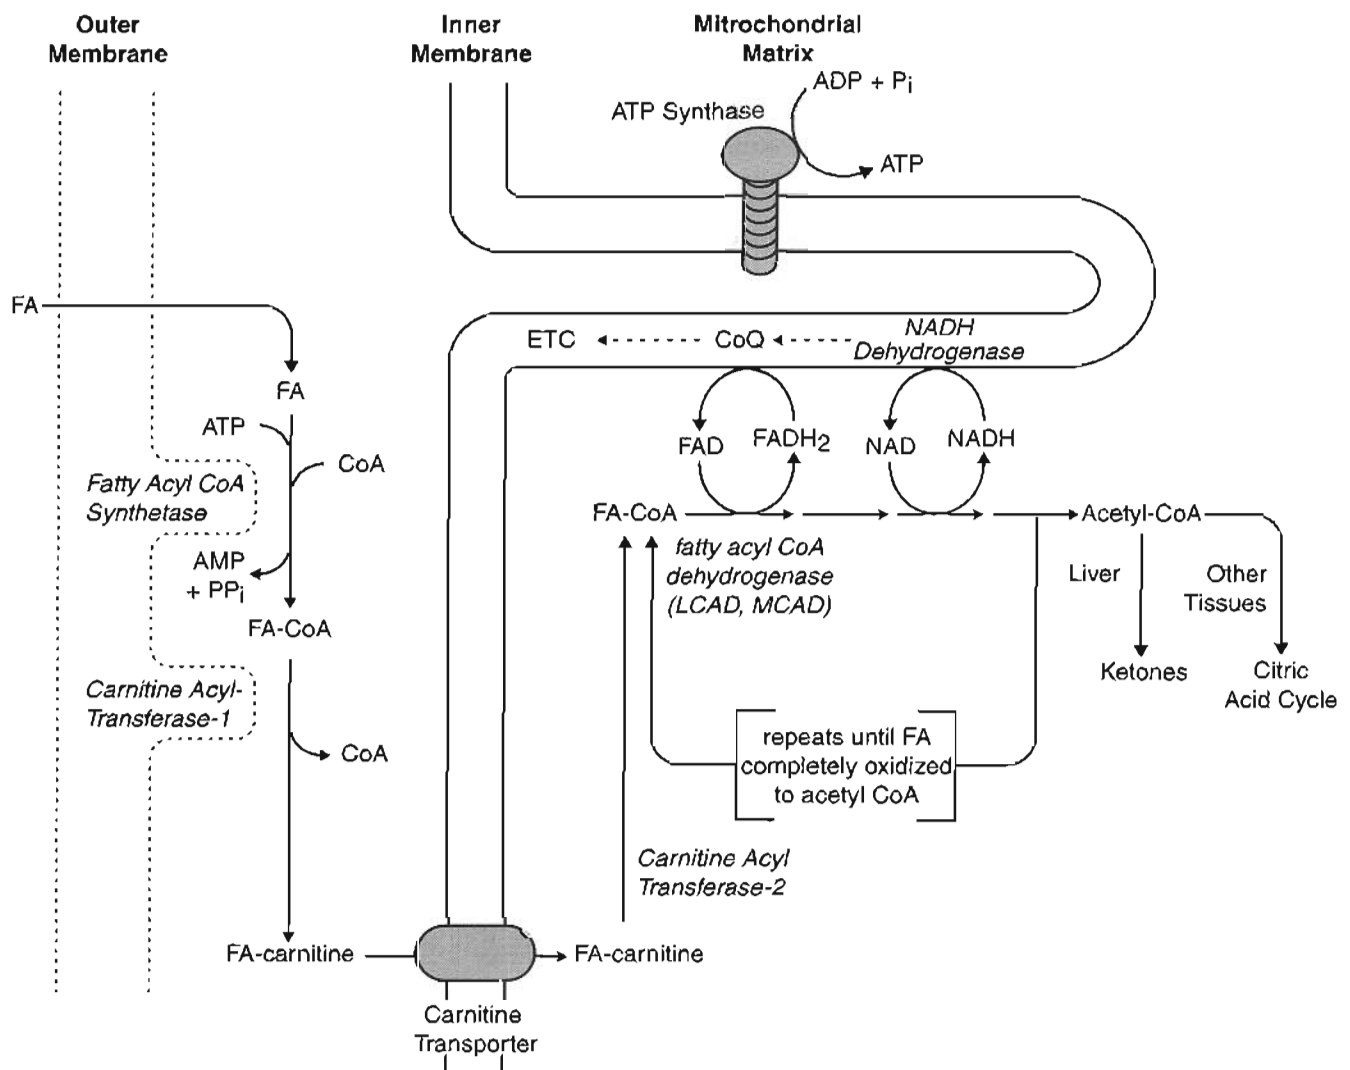 Outer
Membrane
Inner
Membrane
Mitrochondrial
Matrix
ADP + Pi
ATP Synthase
ATP
FA
NADH
Dehydrogenase
CoQ
ETC
FA
ATP
CoA
Fatty Acyl CoA
Synthetase
AMP
+ PPi
FA-CoA
Carnitine Acyl-
Transferase-1
CoA
FA-carnitine
Carnitine
Transporter
FA-carnitine
Carnitine Acyl
Transferase-2
FAD
FADH2
NAD
NADH
FA-CoA
fatty acyl CoA
dehydrogenase
(LCAD, MCAD)
Acetyl-CoA
Liver
Other
Tissues
Ketones
Citric
Acid Cycle
repeats until FA
completely oxidized
to acetyl CoA